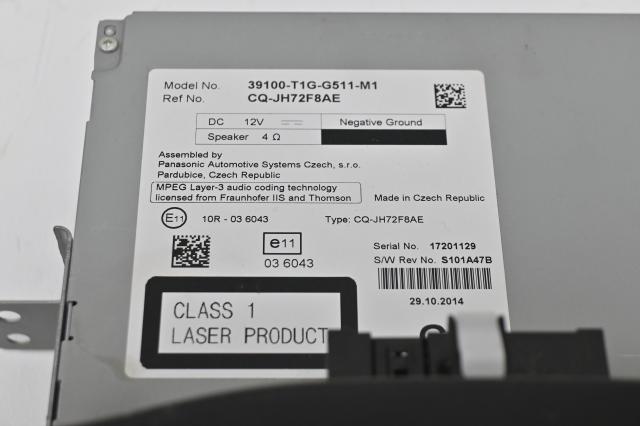 Model No. 39100-T1G-G511-M1
Ref No. CQ-JH72F8AE
DC 12V Negative Ground
Speaker 4 Ω
Assembled by
Panasonic Automotive Systems Czech, s.r.o.
Pardubice, Czech Republic
MPEG Layer-3 audio coding technology
licensed from Fraunhofer IIS and Thomson
Made in Czech Republic
E11 10R - 03 6043 Type: CQ-JH72F8AE
e11
03 6043
Serial No. 17201129
S/W Rev No. S101A47B
29.10.2014
CLASS 1
LASER PRODUCT